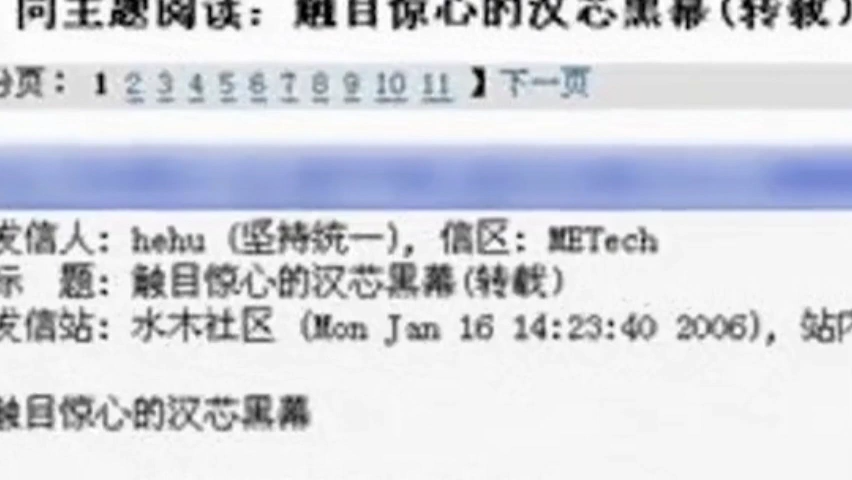 同主题阅读：触目惊心的汉芯黑幕(转载)
分页： 1 2 3 4 5 6 7 8 9 10 11 】下一页
发信人: hehu (坚持统一), 信区: METech
标 题: 触目惊心的汉芯黑幕(转载)
发信站: 水木社区 (Mon Jan 16 14:23:40 2006), 站内
触目惊心的汉芯黑幕